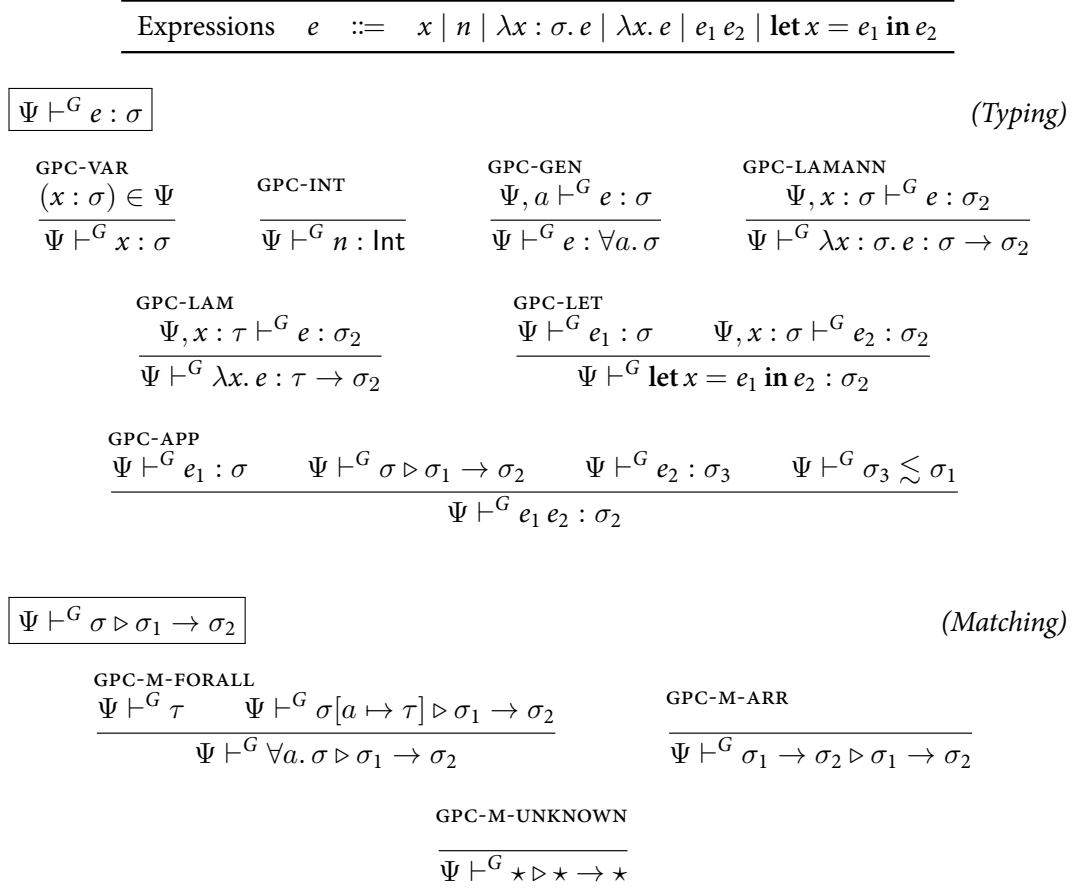 Expressions e ::= x | n | λx : σ. e | λx. e | e₁ e₂ | let x = e₁ in e₂
Ψ ⊢ᴳ e : σ (Typing)
GPC-VAR GPC-INT GPC-GEN GPC-LAMANN
(x : σ) ∈ Ψ Ψ, a ⊢ᴳ e : σ Ψ, x : σ ⊢ᴳ e : σ₂
Ψ ⊢ᴳ x : σ Ψ ⊢ᴳ n : Int Ψ ⊢ᴳ e : ∀a. σ Ψ ⊢ᴳ λx : σ. e : σ → σ₂
GPC-LAM GPC-LET
Ψ, x : τ ⊢ᴳ e : σ₂ Ψ ⊢ᴳ e₁ : σ Ψ, x : σ ⊢ᴳ e₂ : σ₂
Ψ ⊢ᴳ λx. e : τ → σ₂ Ψ ⊢ᴳ let x = e₁ in e₂ : σ₂
GPC-APP
Ψ ⊢ᴳ e₁ : σ Ψ ⊢ᴳ σ ▹ σ₁ → σ₂ Ψ ⊢ᴳ e₂ : σ₃ Ψ ⊢ᴳ σ₃ ≲ σ₁
Ψ ⊢ᴳ e₁ e₂ : σ₂
Ψ ⊢ᴳ σ ▹ σ₁ → σ₂ (Matching)
GPC-M-FORALL GPC-M-ARR
Ψ ⊢ᴳ τ Ψ ⊢ᴳ σ[a ↦ τ] ▹ σ₁ → σ₂
Ψ ⊢ᴳ ∀a. σ ▹ σ₁ → σ₂ Ψ ⊢ᴳ σ₁ → σ₂ ▹ σ₁ → σ₂
GPC-M-UNKNOWN
Ψ ⊢ᴳ ⋆ ▹ ⋆ → ⋆